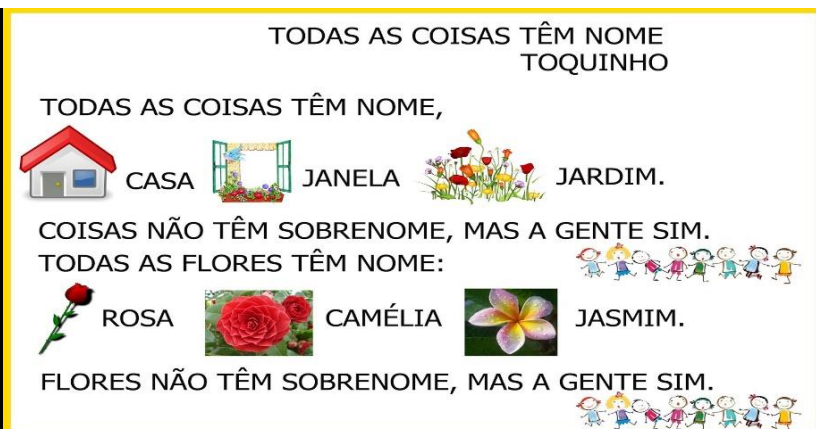 TODAS AS COISAS TÊM NOME
TOQUINHO
TODAS AS COISAS TÊM NOME,
CASA JANELA JARDIM.
COISAS NÃO TÊM SOBRENOME, MAS A GENTE SIM.
TODAS AS FLORES TÊM NOME:
ROSA CAMÉLIA JASMIM.
FLORES NÃO TÊM SOBRENOME, MAS A GENTE SIM.